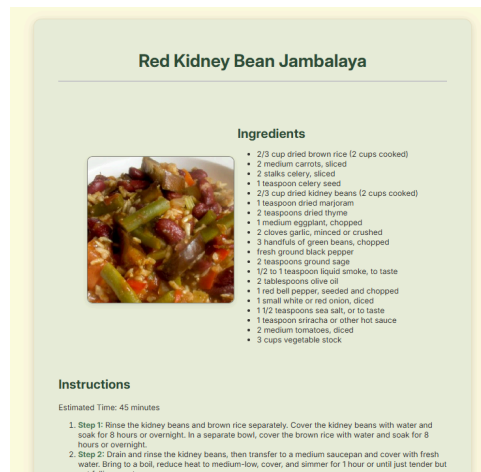 Red Kidney Bean Jambalaya
Ingredients
2/3 cup dried brown rice (2 cups cooked)
2 medium carrots, sliced
2 stalks celery, sliced
1 teaspoon celery seed
2/3 cup dried kidney beans (2 cups cooked)
1 teaspoon dried marjoram
2 teaspoons dried thyme
1 medium eggplant, chopped
2 cloves garlic, minced or crushed
3 handfuls of green beans, chopped
fresh ground black pepper
2 teaspoons ground sage
1/2 to 1 teaspoon liquid smoke, to taste
2 tablespoons olive oil
1 red bell pepper, seeded and chopped
1 small white or red onion, diced
1 1/2 teaspoons sea salt, or to taste
1 teaspoon sriracha or other hot sauce
2 medium tomatoes, diced
3 cups vegetable stock
Instructions
Estimated Time: 45 minutes
1. Step 1: Rinse the kidney beans and brown rice separately. Cover the kidney beans with water and
soak for 8 hours or overnight. In a separate bowl, cover the brown rice with water and soak for 8
hours or overnight.
2. Step 2: Drain and rinse the kidney beans, then transfer to a medium saucepan and cover with fresh
water. Bring to a boil, reduce heat to medium-low, cover, and simmer for 1 hour or until just tender but